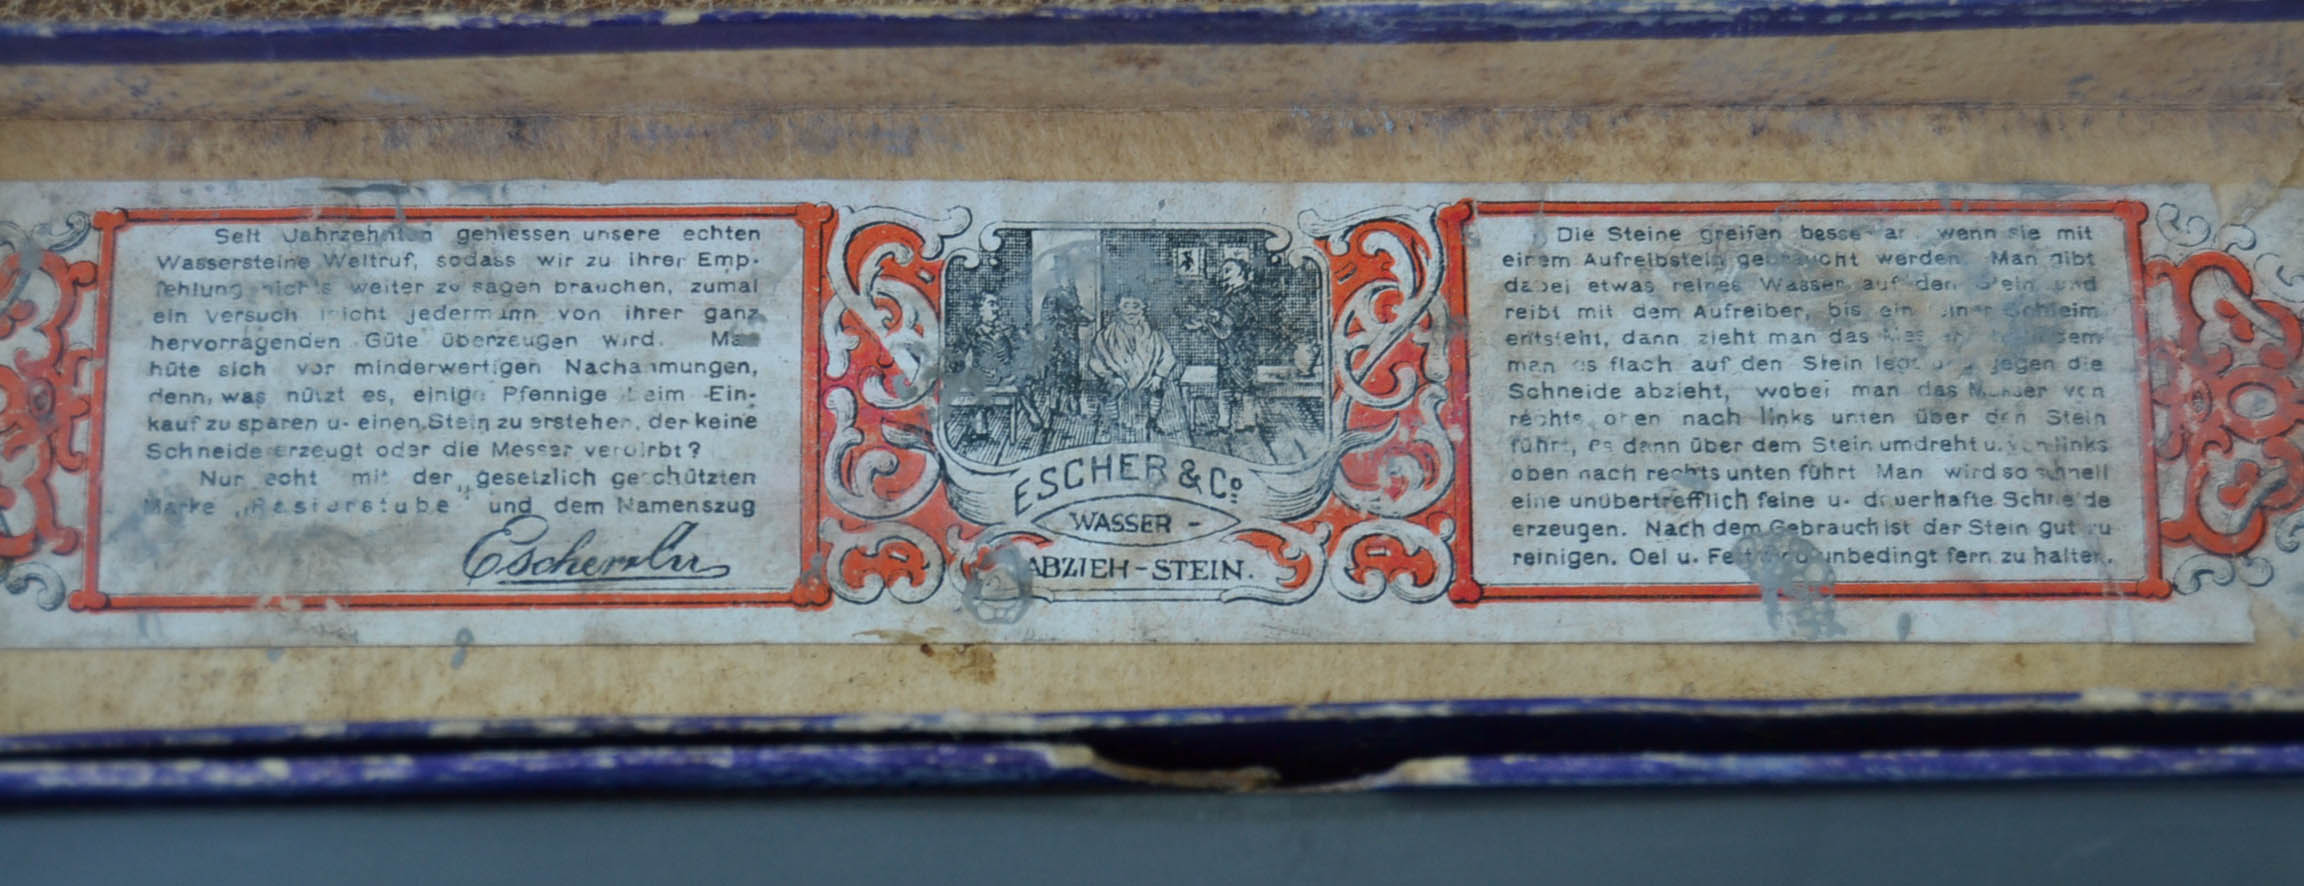 Seit Jahrzehnten geniessen unsere echten
Wassersteine Weltruf, sodass wir zu ihrer Emp-
fehlung nichts weiter zu sagen brauchen, zumal
ein Versuch leicht jedermann von ihrer ganz
hervorragenden Güte überzeugen wird. Man
hüte sich vor minderwertigen Nachahmungen,
denn, was nützt es, einige Pfennige beim Ein-
kauf zu sparen u. einen Stein zu erstehen, der keine
Schneide erzeugt oder die Messer verdirbt?
Nur echt mit der gesetzlich geschützten
Marke „Rasierstube" und dem Namenszug
Escher & Co
ESCHER & Co
WASSER -
ABZIEH - STEIN.
Die Steine greifen besser an, wenn sie mit
einem Aufreibstein gebraucht werden. Man gibt
dabei etwas reines Wasser auf den Stein und
reibt mit dem Aufreiber, bis ein Schleim
entsteht, dann zieht man das
man es flach auf den Stein legt und gegen die
Schneide abzieht, wobei man das Messer von
rechts oben nach links unten über den Stein
führt, es dann über dem Stein umdreht u. von links
oben nach rechts unten führt Man wird so schnell
eine unübertrefflich feine u. dauerhafte Schneide
erzeugen. Nach dem Gebrauch ist der Stein gut zu
reinigen. Oel u. Fett sind unbedingt fern zu halten.